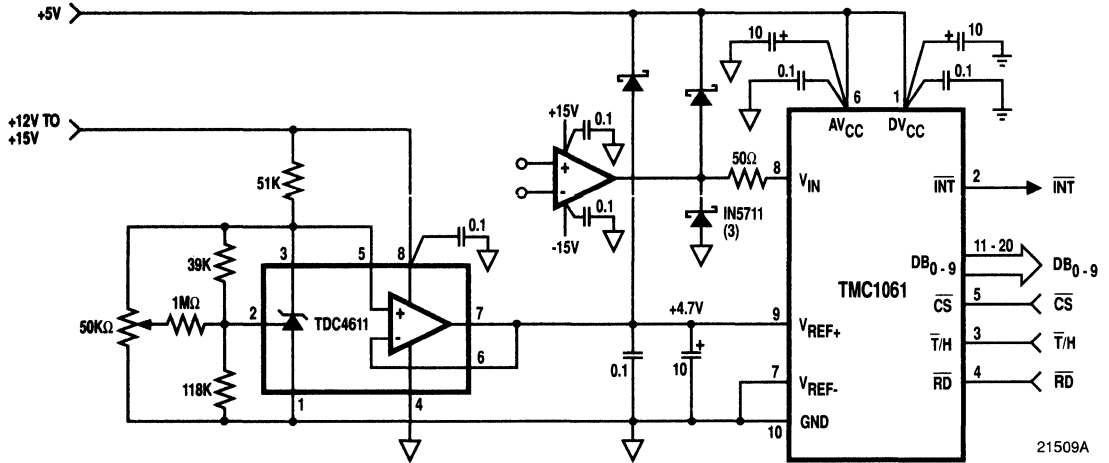 +5V
10 +
+ 10
0.1
0.1
6
1
AVCC
DVCC
+12V TO
+15V
+15V
0.1
+
-
0.1
-15V
51K
50Ω
8
VIN
INT
2
INT
IN5711
(3)
0.1
11 - 20
DB0 - 9
DB0 - 9
3
5
8
39K
1MΩ
50KΩ
2
TDC4611
+
-
7
6
118K
1
4
+4.7V
9
VREF+
TMC1061
CS
5
CS
T/H
3
T/H
0.1
10
+
7
VREF-
RD
4
RD
10
GND
21509A